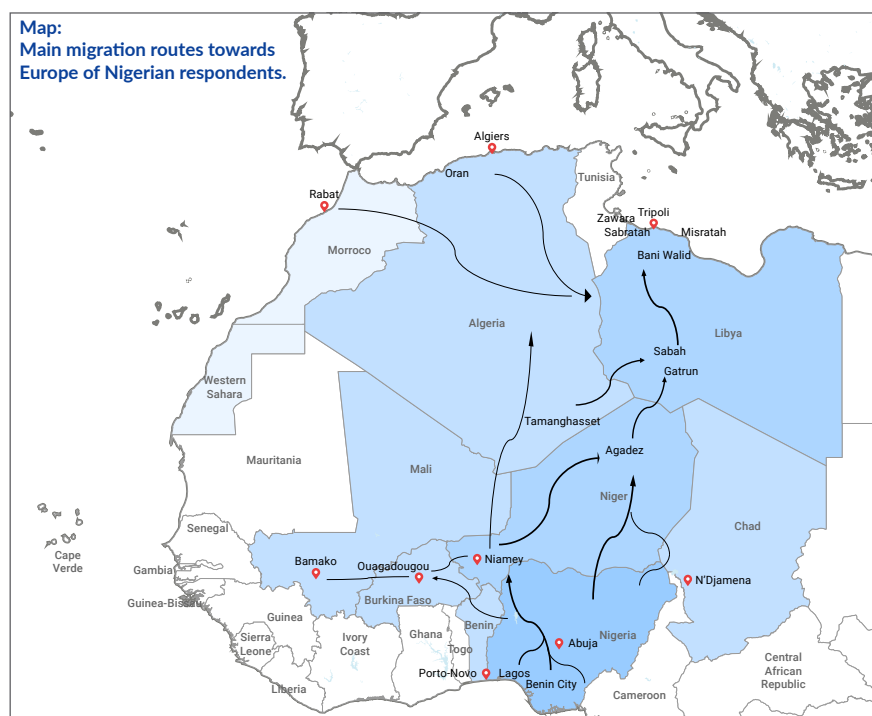 Map:
Main migration routes towards
Europe of Nigerian respondents.
Algiers
Oran
Tunisia
Rabat
Zawara
Tripoli
Sabratah
Misratah
Morroco
Bani Walid
Algeria
Libya
Sabah
Gatrun
Western
Sahara
Tamanghasset
Mauritania
Mali
Agadez
Niger
Chad
Senegal
Cape
Verde
Gambia
Bamako
Ouagadougou
Niamey
N'Djamena
Guinea-Bissau
Burkina Faso
Guinea
Benin
Nigeria
Sierra
Leone
Ivory
Coast
Ghana
Togo
Abuja
Central
African
Republic
Porto-Novo
Lagos
Benin City
Liberia
Cameroon